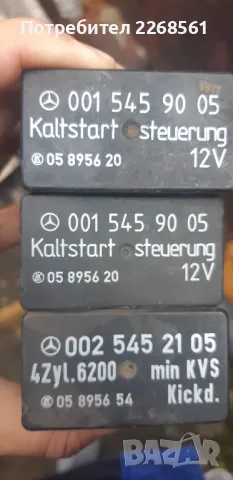 Потребител 2268561
001 545 90 05
Kaltstart steuerung
12V
05 8956 20
001 545 90 05
Kaltstart steuerung
05 8956 20
12V
002 545 21 05
4Zyl.6200 min KVS
Kickd.
05 8956 54
BAZAR